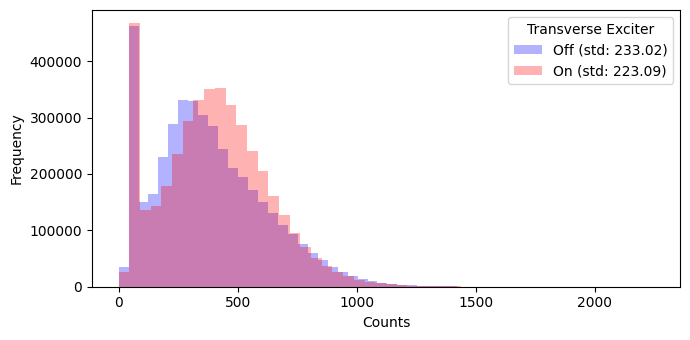 Transverse Exciter
Off (std: 233.02)
On (std: 223.09)
Frequency
400000
300000
200000
100000
0
0 500 1000 1500 2000
Counts